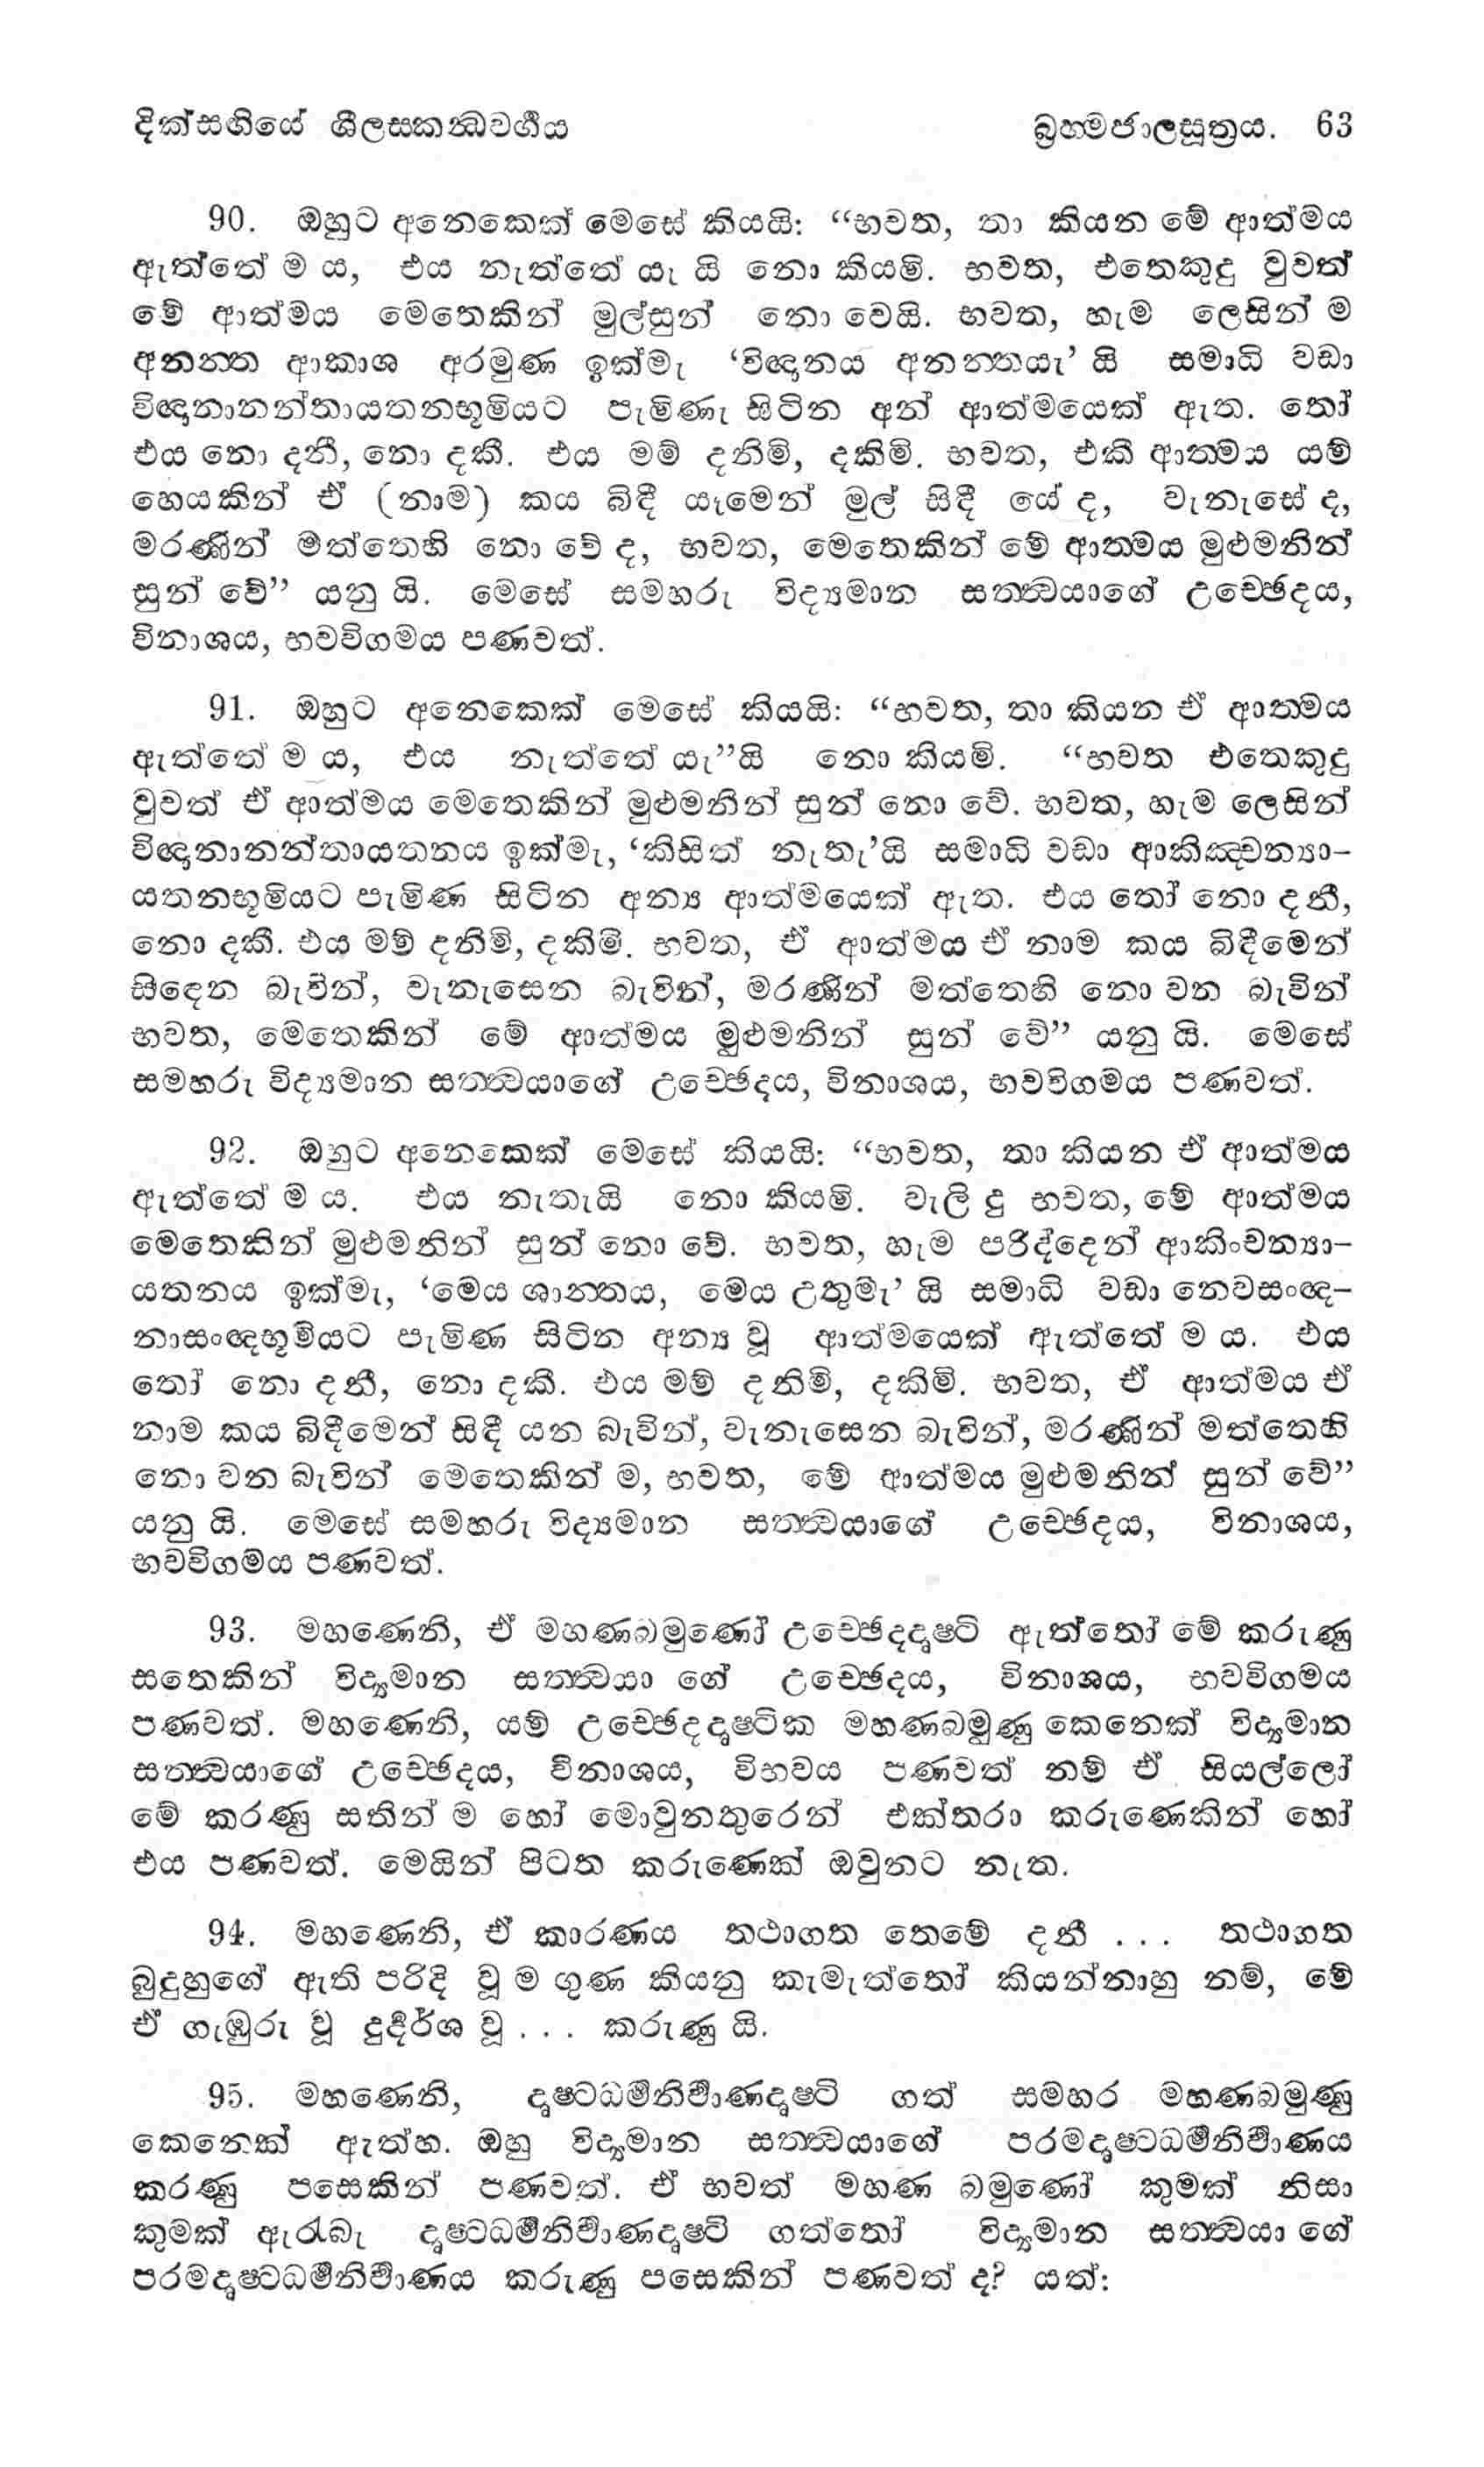 දික්සඟියේ ශීලස්කන්ධවර්‍ගය බ්‍රහ්මජාලසූත්‍රය. 63
90. ඔහුට අනෙකෙක් මෙසේ කියයි: “භවත, තා කියන මේ ආත්මය
ඇත්තේ ම ය, එය නැත්තේ යැ යි නො කියමි. භවත, එතෙකුදු වුවත්
මේ ආත්මය මෙතෙකින් මුල්සුන් නො වෙයි. භවත, හැම ලෙසින් ම
අනන්ත ආකාශ අරමුණ ඉක්මැ ‘විඥානය අනන්තයැ’ යි සමාධි වඩා
විඥානානන්තායතනභූමියට පැමිණැ සිටින අන් ආත්මයෙක් ඇත. තෝ
එය නො දනී, නො දකී. එය මම් දනිමි, දකිමි. භවත, එකී ආත්මය යම්
හෙයකින් ඒ (නාම) කය බිඳී යෑමෙන් මුල් සිඳී යේ ද, වැනැසේ ද,
මරණින් මත්තෙහි නො වේ ද, භවත, මෙතෙකින් මේ ආත්මය මුළුමනින්
සුන් වේ” යනු යි. මෙසේ සමහරු විද්‍යමාන සත්ත්වයාගේ උච්ඡේදය,
විනාශය, භවවිගමය පණවත්.
91. ඔහුට අනෙකෙක් මෙසේ කියයි: “භවත, තා කියන ඒ ආත්මය
ඇත්තේ ම ය, එය නැත්තේ යැ”යි නො කියමි. “භවත එතෙකුදු
වුවත් ඒ ආත්මය මෙතෙකින් මුළුමනින් සුන් නො වේ. භවත, හැම ලෙසින්
විඥානානන්තායතනය ඉක්මැ, ‘කිසිත් නැතැ’යි සමාධි වඩා ආකිඤ්චන්‍යා-
යතනභූමියට පැමිණ සිටින අන්‍ය ආත්මයෙක් ඇත. එය තෝ නො දනී,
නො දකී. එය මම් දනිමි, දකිමි. භවත, ඒ ආත්මය ඒ නාම කය බිඳීමෙන්
සිඳෙන බැවින්, වැනැසෙන බැවින්, මරණින් මත්තෙහි නො වන බැවින්
භවත, මෙතෙකින් මේ ආත්මය මුළුමනින් සුන් වේ” යනු යි. මෙසේ
සමහරු විද්‍යමාන සත්ත්වයාගේ උච්ඡේදය, විනාශය, භවවිගමය පණවත්.
92. ඔහුට අනෙකෙක් මෙසේ කියයි: “භවත, තා කියන ඒ ආත්මය
ඇත්තේ ම ය. එය නැතැයි නො කියමි. වැලි දු භවත, මේ ආත්මය
මෙතෙකින් මුළුමනින් සුන් නො වේ. භවත, හැම පරිද්දෙන් ආකිංචන්‍යා-
යතනය ඉක්මැ, ‘මෙය ශාන්තය, මෙය උතුමැ’ යි සමාධි වඩා නෙවසංඥ-
නාසංඥභූමියට පැමිණ සිටින අන්‍ය වූ ආත්මයෙක් ඇත්තේ ම ය. එය
තෝ නො දනී, නො දකී. එය මම් දනිමි, දකිමි. භවත, ඒ ආත්මය ඒ
නාම කය බිඳීමෙන් සිඳී යන බැවින්, වැනැසෙන බැවින්, මරණින් මත්තෙහි
නො වන බැවින් මෙතෙකින් ම, භවත, මේ ආත්මය මුළුමනින් සුන් වේ”
යනු යි. මෙසේ සමහරු විද්‍යමාන සත්ත්වයාගේ උච්ඡේදය, විනාශය,
භවවිගමය පණවත්.
93. මහණෙනි, ඒ මහණබමුණෝ උච්ඡේදදෘෂ්ටි ඇත්තෝ මේ කරුණු
සතෙකින් විද්‍යමාන සත්ත්වයා ගේ උච්ඡේදය, විනාශය, භවවිගමය
පණවත්. මහණෙනි, යම් උච්ඡේදදෘෂ්ටික මහණබමුණු කෙනෙක් විද්‍යමාන
සත්ත්වයාගේ උච්ඡේදය, විනාශය, විභවය පණවත් නම් ඒ සියල්ලෝ
මේ කරණු සතින් ම හෝ මොවුනතුරෙන් එක්තරා කරුණෙකින් හෝ
එය පණවත්. මෙයින් පිටත කරුණෙක් ඔවුනට නැත.
94. මහණෙනි, ඒ කාරණය තථාගත තෙමේ දනී ... තථාගත
බුදුහුගේ ඇති පරිදි වූ ම ගුණ කියනු කැමැත්තෝ කියන්නාහු නම්, මේ
ඒ ගැඹුරු වූ දුර්‍දර්ශ වූ ... කරුණු යි.
95. මහණෙනි, දෘෂ්ටධර්‍මනිර්‍වාණදෘෂ්ටි ගත් සමහර මහණබමුණු
කෙනෙක් ඇත්හ. ඔහු විද්‍යමාන සත්ත්වයාගේ පරමදෘෂ්ටධර්‍මනිර්‍වාණය
කරණු පසෙකින් පණවත්. ඒ භවත් මහණ බමුණෝ කුමක් නිසා
කුමක් ඇරැබැ දෘෂ්ටධර්‍මනිර්‍වාණදෘෂ්ටි ගත්තෝ විද්‍යමාන සත්ත්වයා ගේ
පරමදෘෂ්ටධර්‍මනිර්‍වාණය කරුණු පසෙකින් පණවත් ද? යත්: